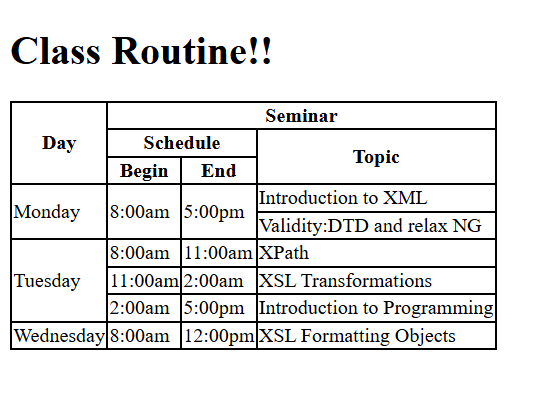 Class Routine!!
Day Seminar
Schedule Topic
Begin End
Monday 8:00am 5:00pm Introduction to XML
Validity:DTD and relax NG
Tuesday 8:00am 11:00am XPath
11:00am 2:00am XSL Transformations
2:00am 5:00pm Introduction to Programming
Wednesday 8:00am 12:00pm XSL Formatting Objects